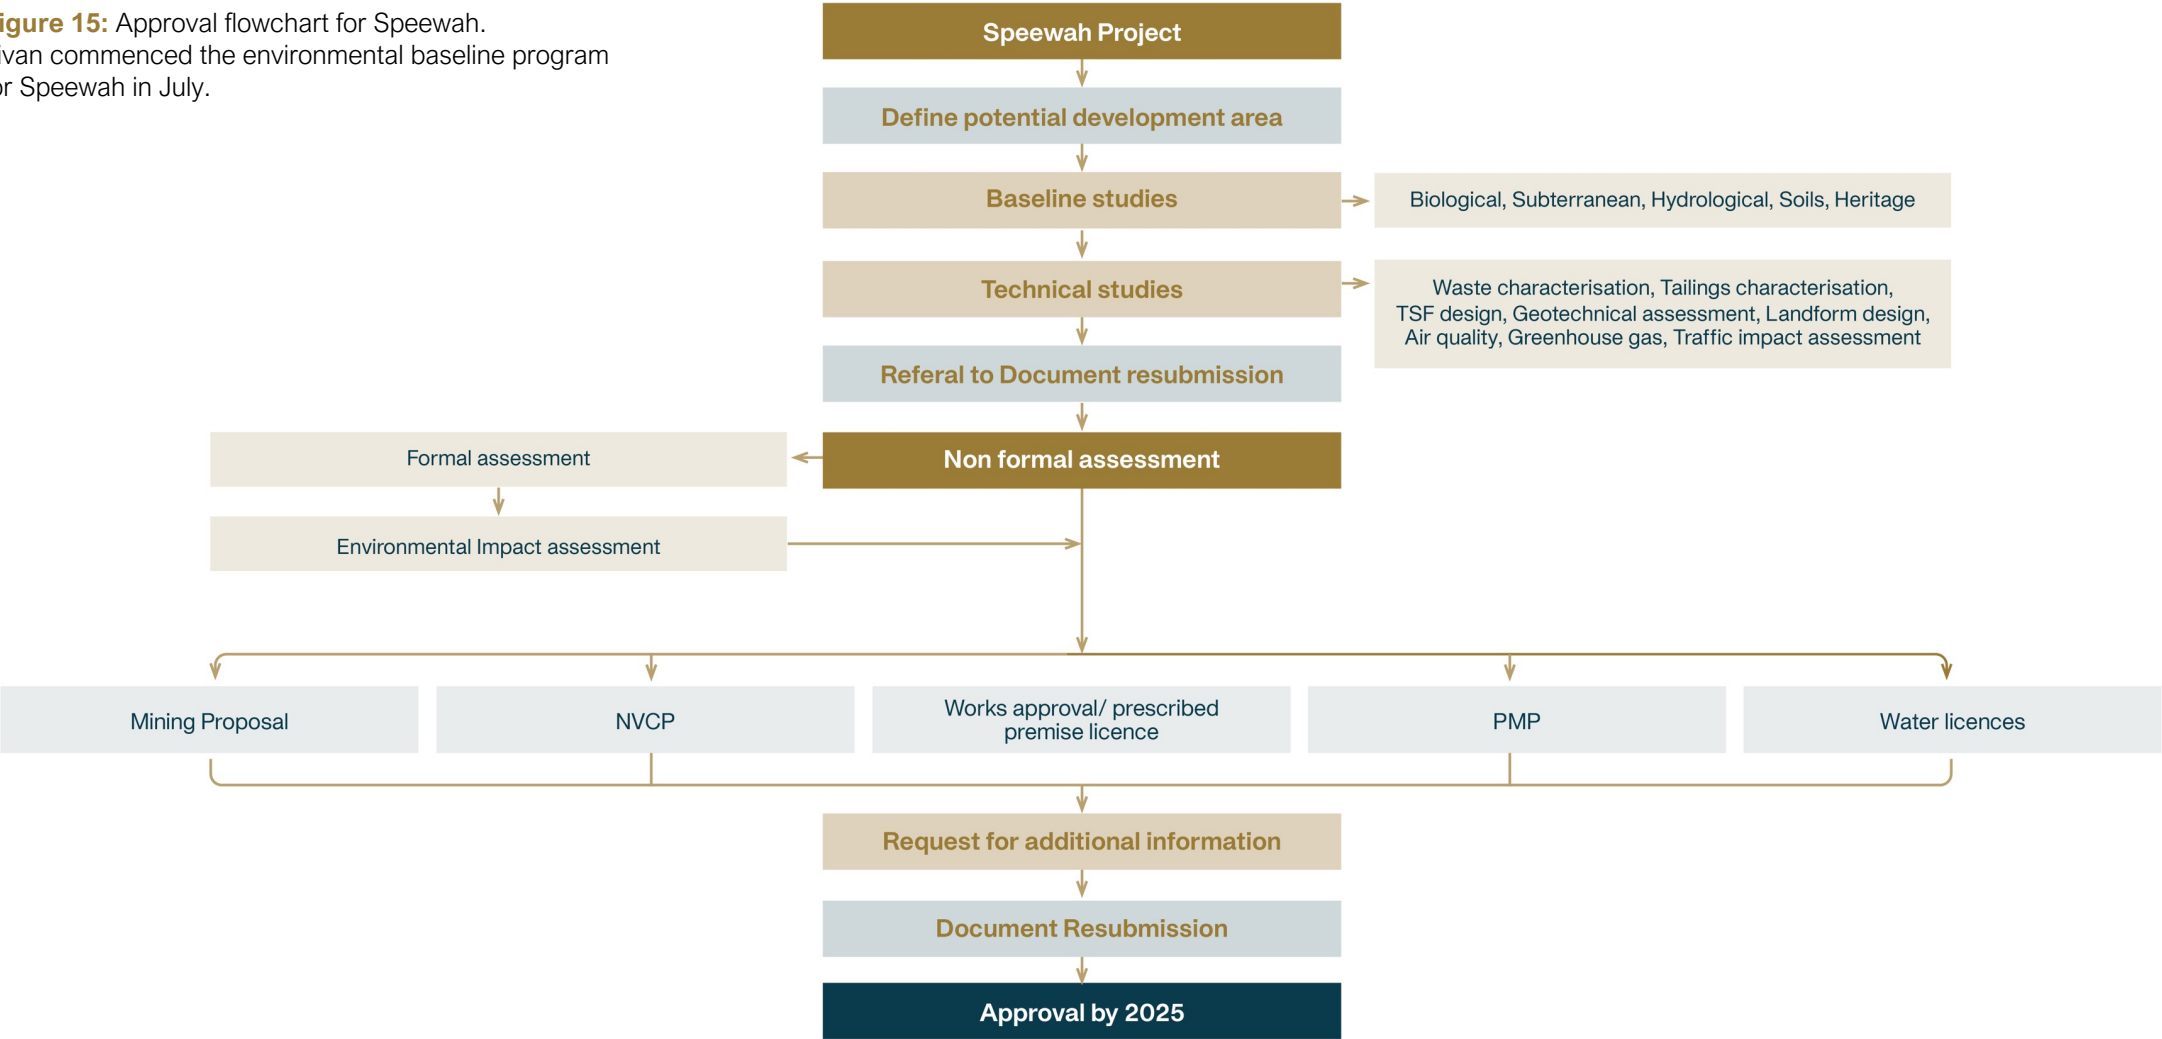 igure 15: Approval flowchart for Speewah.
ivan commenced the environmental baseline program
or Speewah in July.
Speewah Project
Define potential development area
Baseline studies
Biological, Subterranean, Hydrological, Soils, Heritage
Technical studies
Waste characterisation, Tailings characterisation,
TSF design, Geotechnical assessment, Landform design,
Air quality, Greenhouse gas, Traffic impact assessment
Referal to Document resubmission
Formal assessment
Non formal assessment
Environmental Impact assessment
Mining Proposal
NVCP
Works approval/ prescribed
premise licence
PMP
Water licences
Request for additional information
Document Resubmission
Approval by 2025